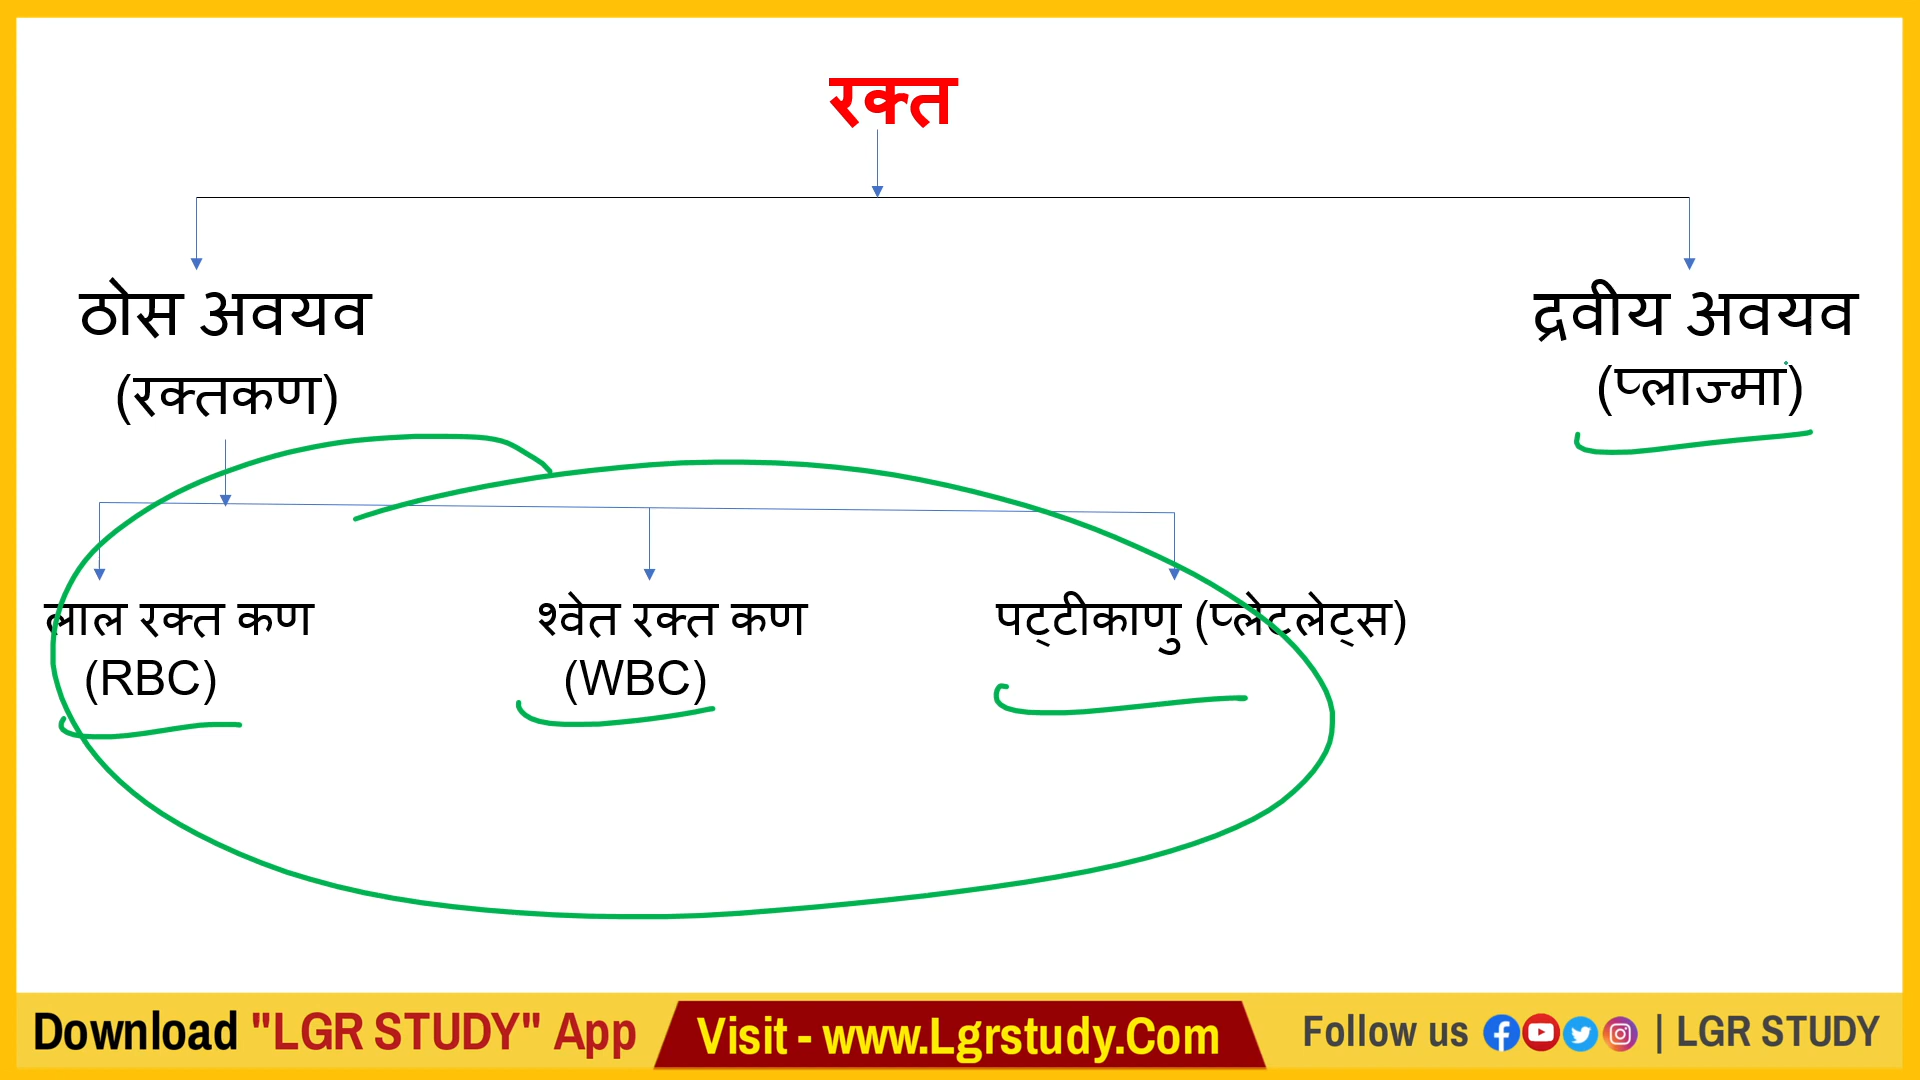 रक्त
ठोस अवयव
(रक्तकण)
द्रवीय अवयव
(प्लाज्मा)
लाल रक्त कण
(RBC)
श्वेत रक्त कण
(WBC)
पट्टीकाणु (प्लेटलेट्स)
Download "LGR STUDY" App
Visit - www.Lgrstudy.Com
Follow us | LGR STUDY